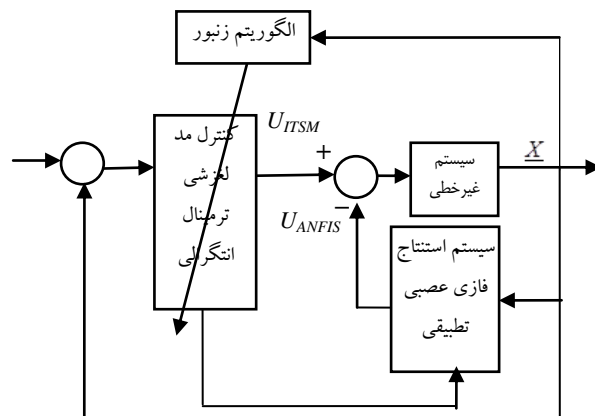 الگوریتم زنبور
U_ITSM
کنترل مد
لغزشی
ترمینال
انتگرالی
+
−
U_ANFIS
سیستم
غیرخطی
X
سیستم استنتاج
فازی عصبی
تطبیقی